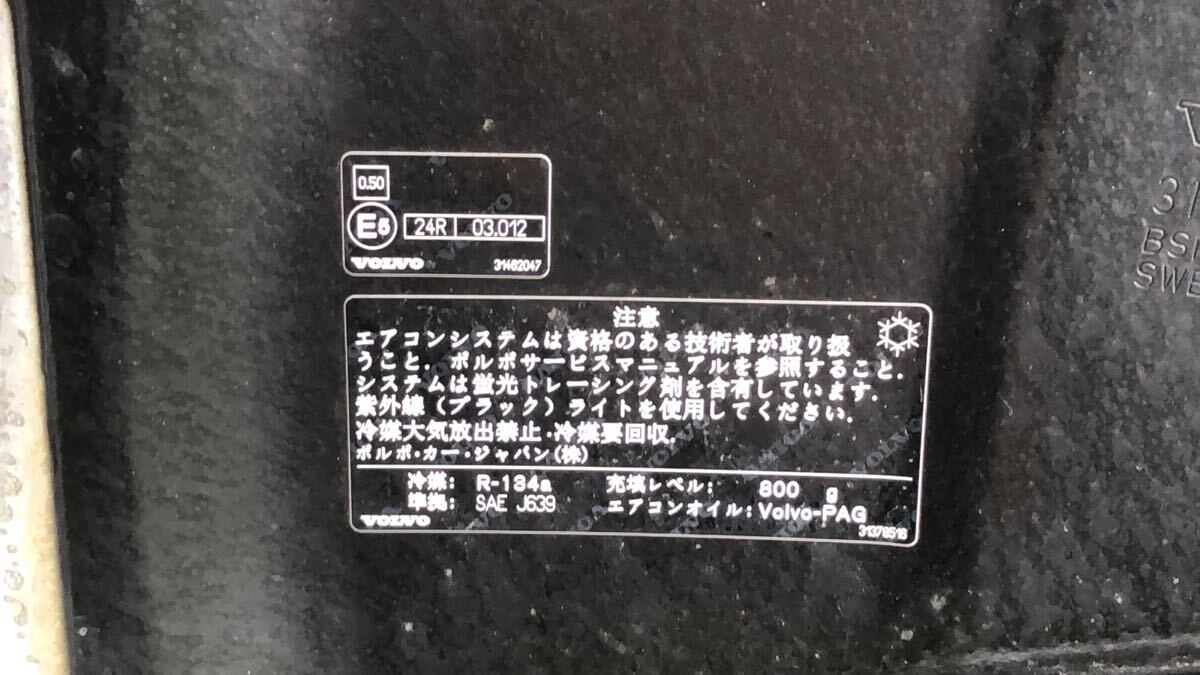 0.50
E5 24R 03.012
VOLVO 31462047
注意
エアコンシステムは資格のある技術者が取り扱
うこと. ボルボサービスマニュアルを参照すること.
システムは蛍光トレーシング剤を含有しています.
紫外線(ブラック)ライトを使用してください.
冷媒大気放出禁止・冷媒要回収.
ボルボ・カー・ジャパン(株)
冷媒: R-134a 充填レベル: 800 g
準拠: SAE J639 エアコンオイル: Volvo-PAG
VOLVO 31378516